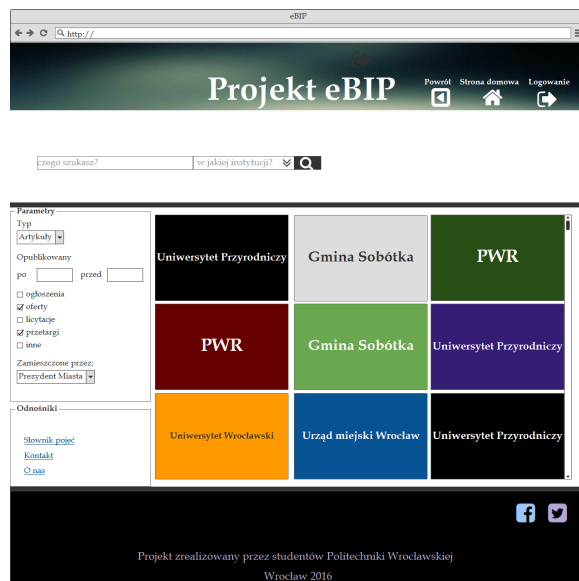 eBIP
http://
Projekt eBIP
Powrót Strona domowa Logowanie
czego szukasz? w jakiej instytucji?
Parametry
Typ
Artykuły
Opublikowany
po przed
ogłoszenia
oferty
licytacje
przetargi
inne
Zamieszczone przez:
Prezydent Miasta
Odnośniki
Słownik pojęć
Kontakt
O nas
Uniwersytet Przyrodniczy Gmina Sobótka PWR
PWR Gmina Sobótka Uniwersytet Przyrodniczy
Uniwersytet Wrocławski Urząd miejski Wrocław Uniwersytet Przyrodniczy
Projekt zrealizowany przez studentów Politechniki Wrocławskiej
Wrocław 2016